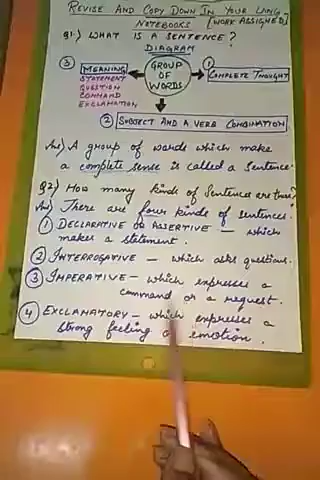 REVISE AND COPY DOWN IN YOUR LANG.
NOTEBOOKS (WORK ASSIGNED)
Q1.) WHAT IS A SENTENCE?
DIAGRAM
③ MEANING
STATEMENT
QUESTION
COMMAND
EXCLAMATION
GROUP
OF
WORDS
① COMPLETE THOUGHT
② SUBJECT AND A VERB COMBINATION
Ans) A group of words which make
a complete sense is called a sentence.
Q2) How many kinds of sentences are there?
Ans) There are four kinds of sentences.
① DECLARATIVE OR ASSERTIVE – which
makes a statement.
② INTERROGATIVE – which asks questions.
③ IMPERATIVE – which expresses a
command or a request.
④ EXCLAMATORY – which expresses a
strong feeling or emotion.